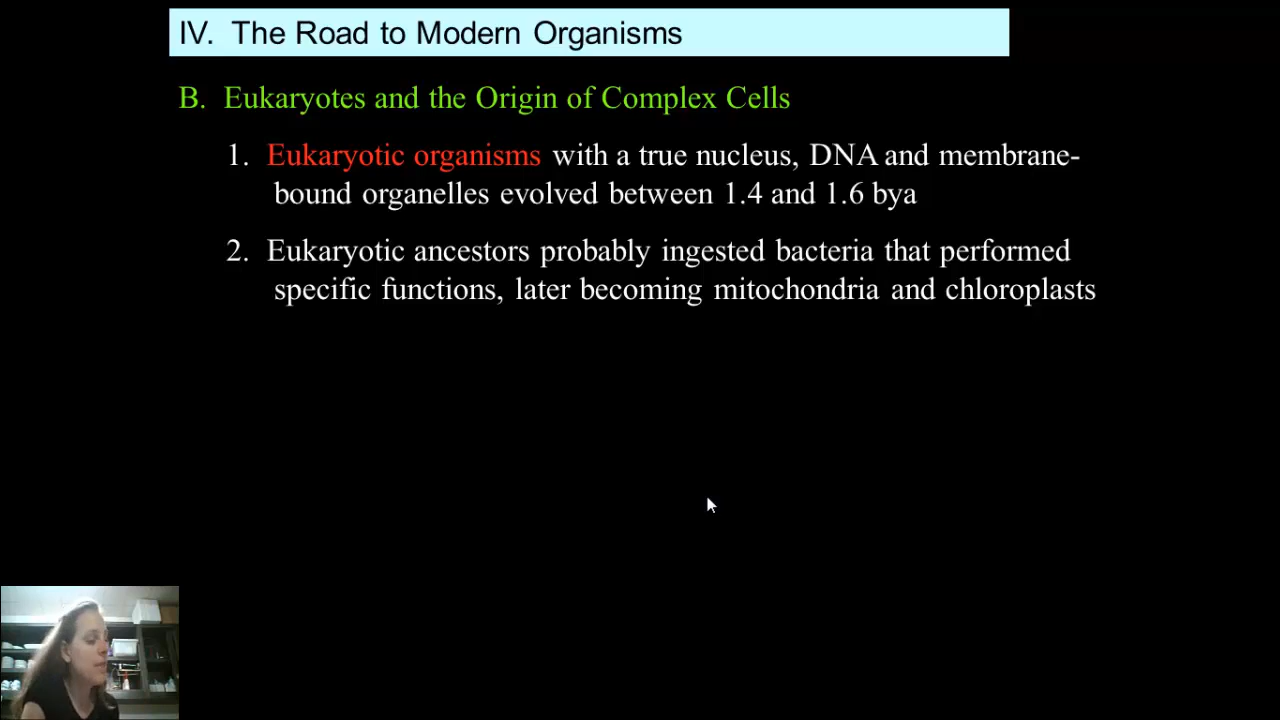 IV. The Road to Modern Organisms
B. Eukaryotes and the Origin of Complex Cells
1. Eukaryotic organisms with a true nucleus, DNA and membrane-
bound organelles evolved between 1.4 and 1.6 bya
2. Eukaryotic ancestors probably ingested bacteria that performed
specific functions, later becoming mitochondria and chloroplasts